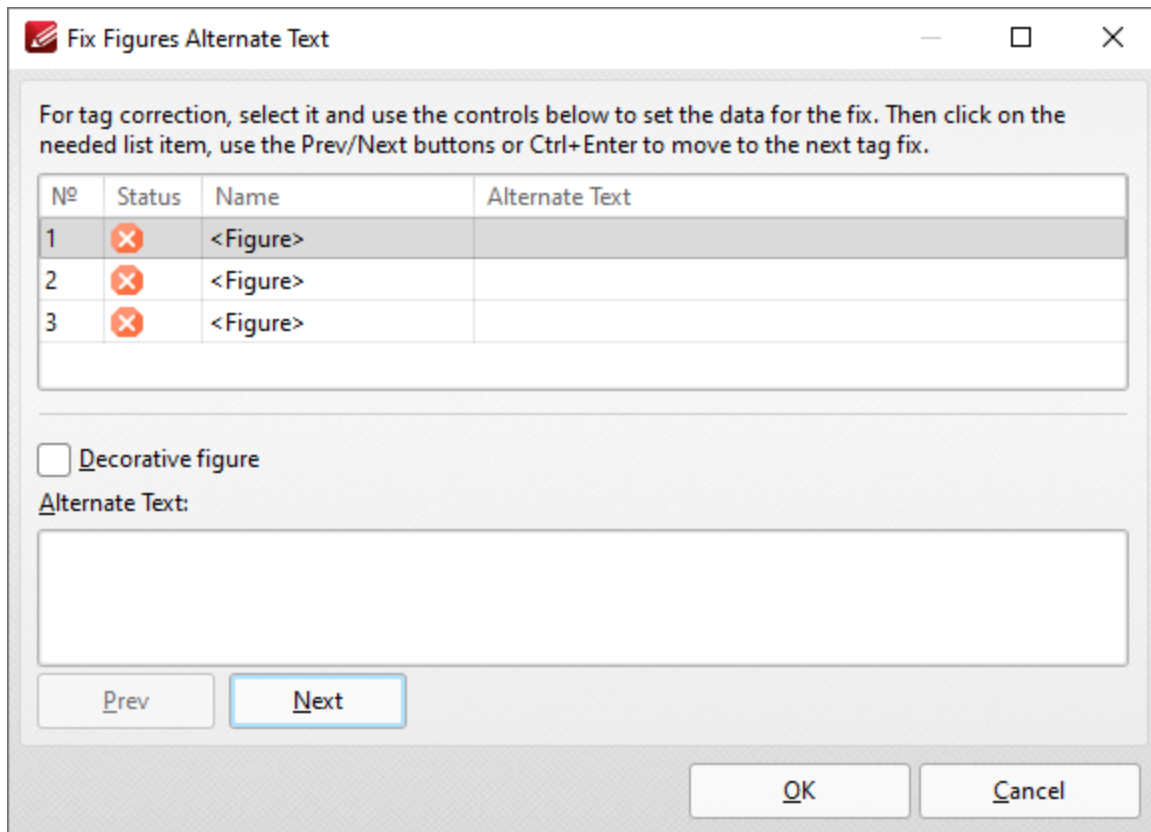 Fix Figures Alternate Text
For tag correction, select it and use the controls below to set the data for the fix. Then click on the
needed list item, use the Prev/Next buttons or Ctrl+Enter to move to the next tag fix.
Nº Status Name Alternate Text
1 <Figure>
2 <Figure>
3 <Figure>
Decorative figure
Alternate Text:
Prev Next
OK Cancel